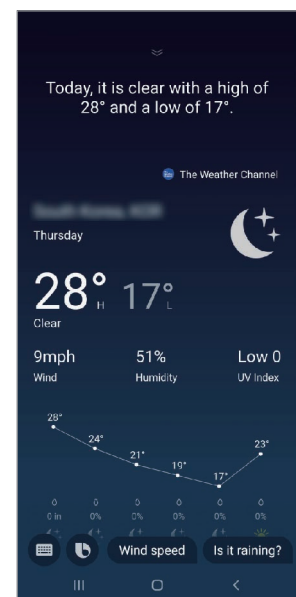 Today, it is clear with a high of
28° and a low of 17°.
The Weather Channel
Thursday
28° H 17° L
Clear
9mph 51% Low 0
Wind Humidity UV Index
28°
24°
21°
19°
17°
23°
0 in 0% 0% 0% 0% 0%
Wind speed Is it raining?